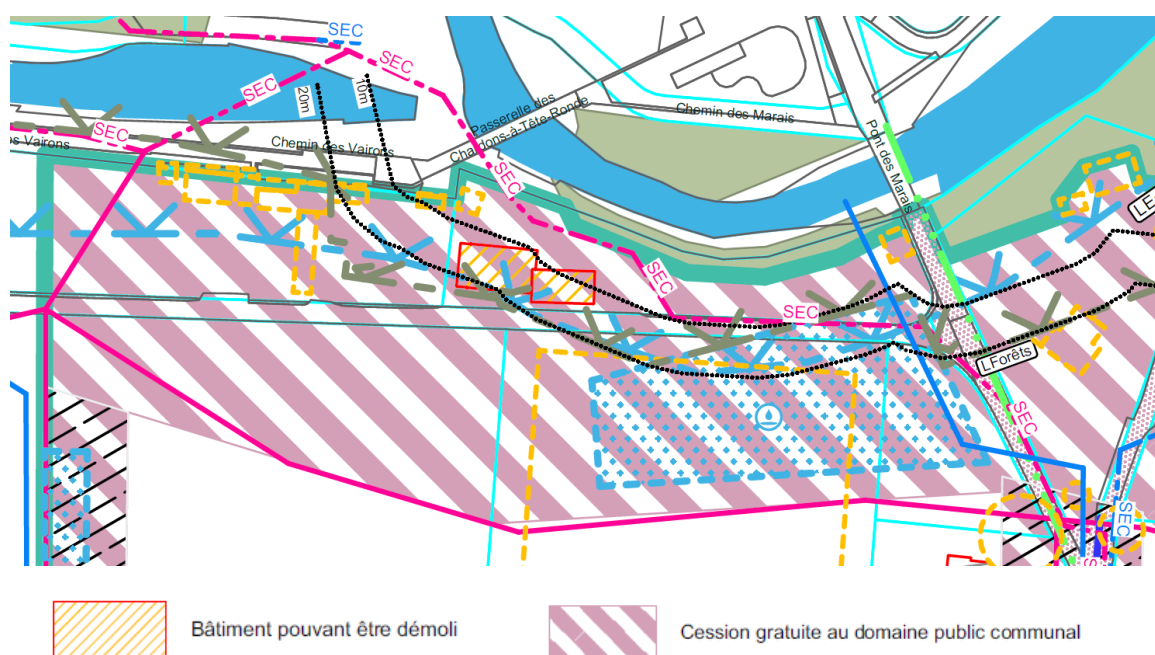 SEC
SEC
SEC
20m
10m
SEC
os Vairons
Chemin des Vairons
Passerelle des
Chardons-à-Tête-Ronde
Chemin des Marais
Pont des Marais
SEC
SEC
SEC
LForêts
SEC
SEC
Bâtiment pouvant être démoli
Cession gratuite au domaine public communal